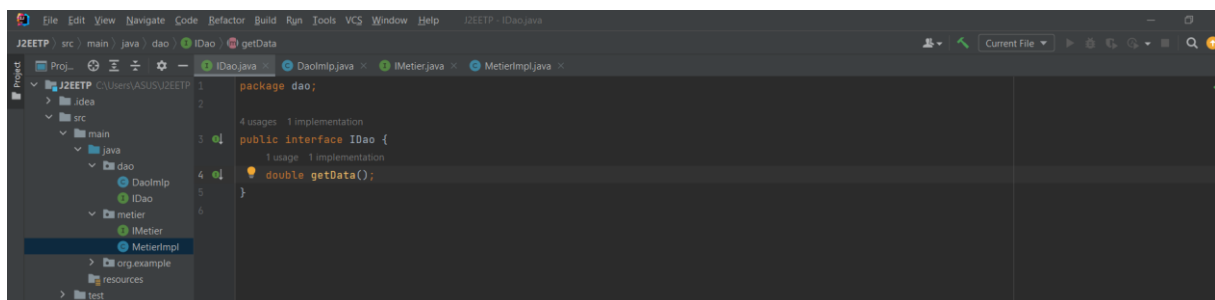 File Edit View Navigate Code Refactor Build Run Tools VCS Window Help J2EETP - IDao.java
J2EETP src main java dao IDao getData Current File
Project
Proj... IDao.java DaoImlp.java IMetier.java MetierImpl.java
J2EETP C:\Users\ASUS\J2EETP 1 package dao;
.idea 2
src 4 usages 1 implementation
main 3 public interface IDao {
java 1 usage 1 implementation
dao 4 double getData();
DaoImlp
IDao 5 }
metier 6
IMetier
MetierImpl
org.example
resources
test